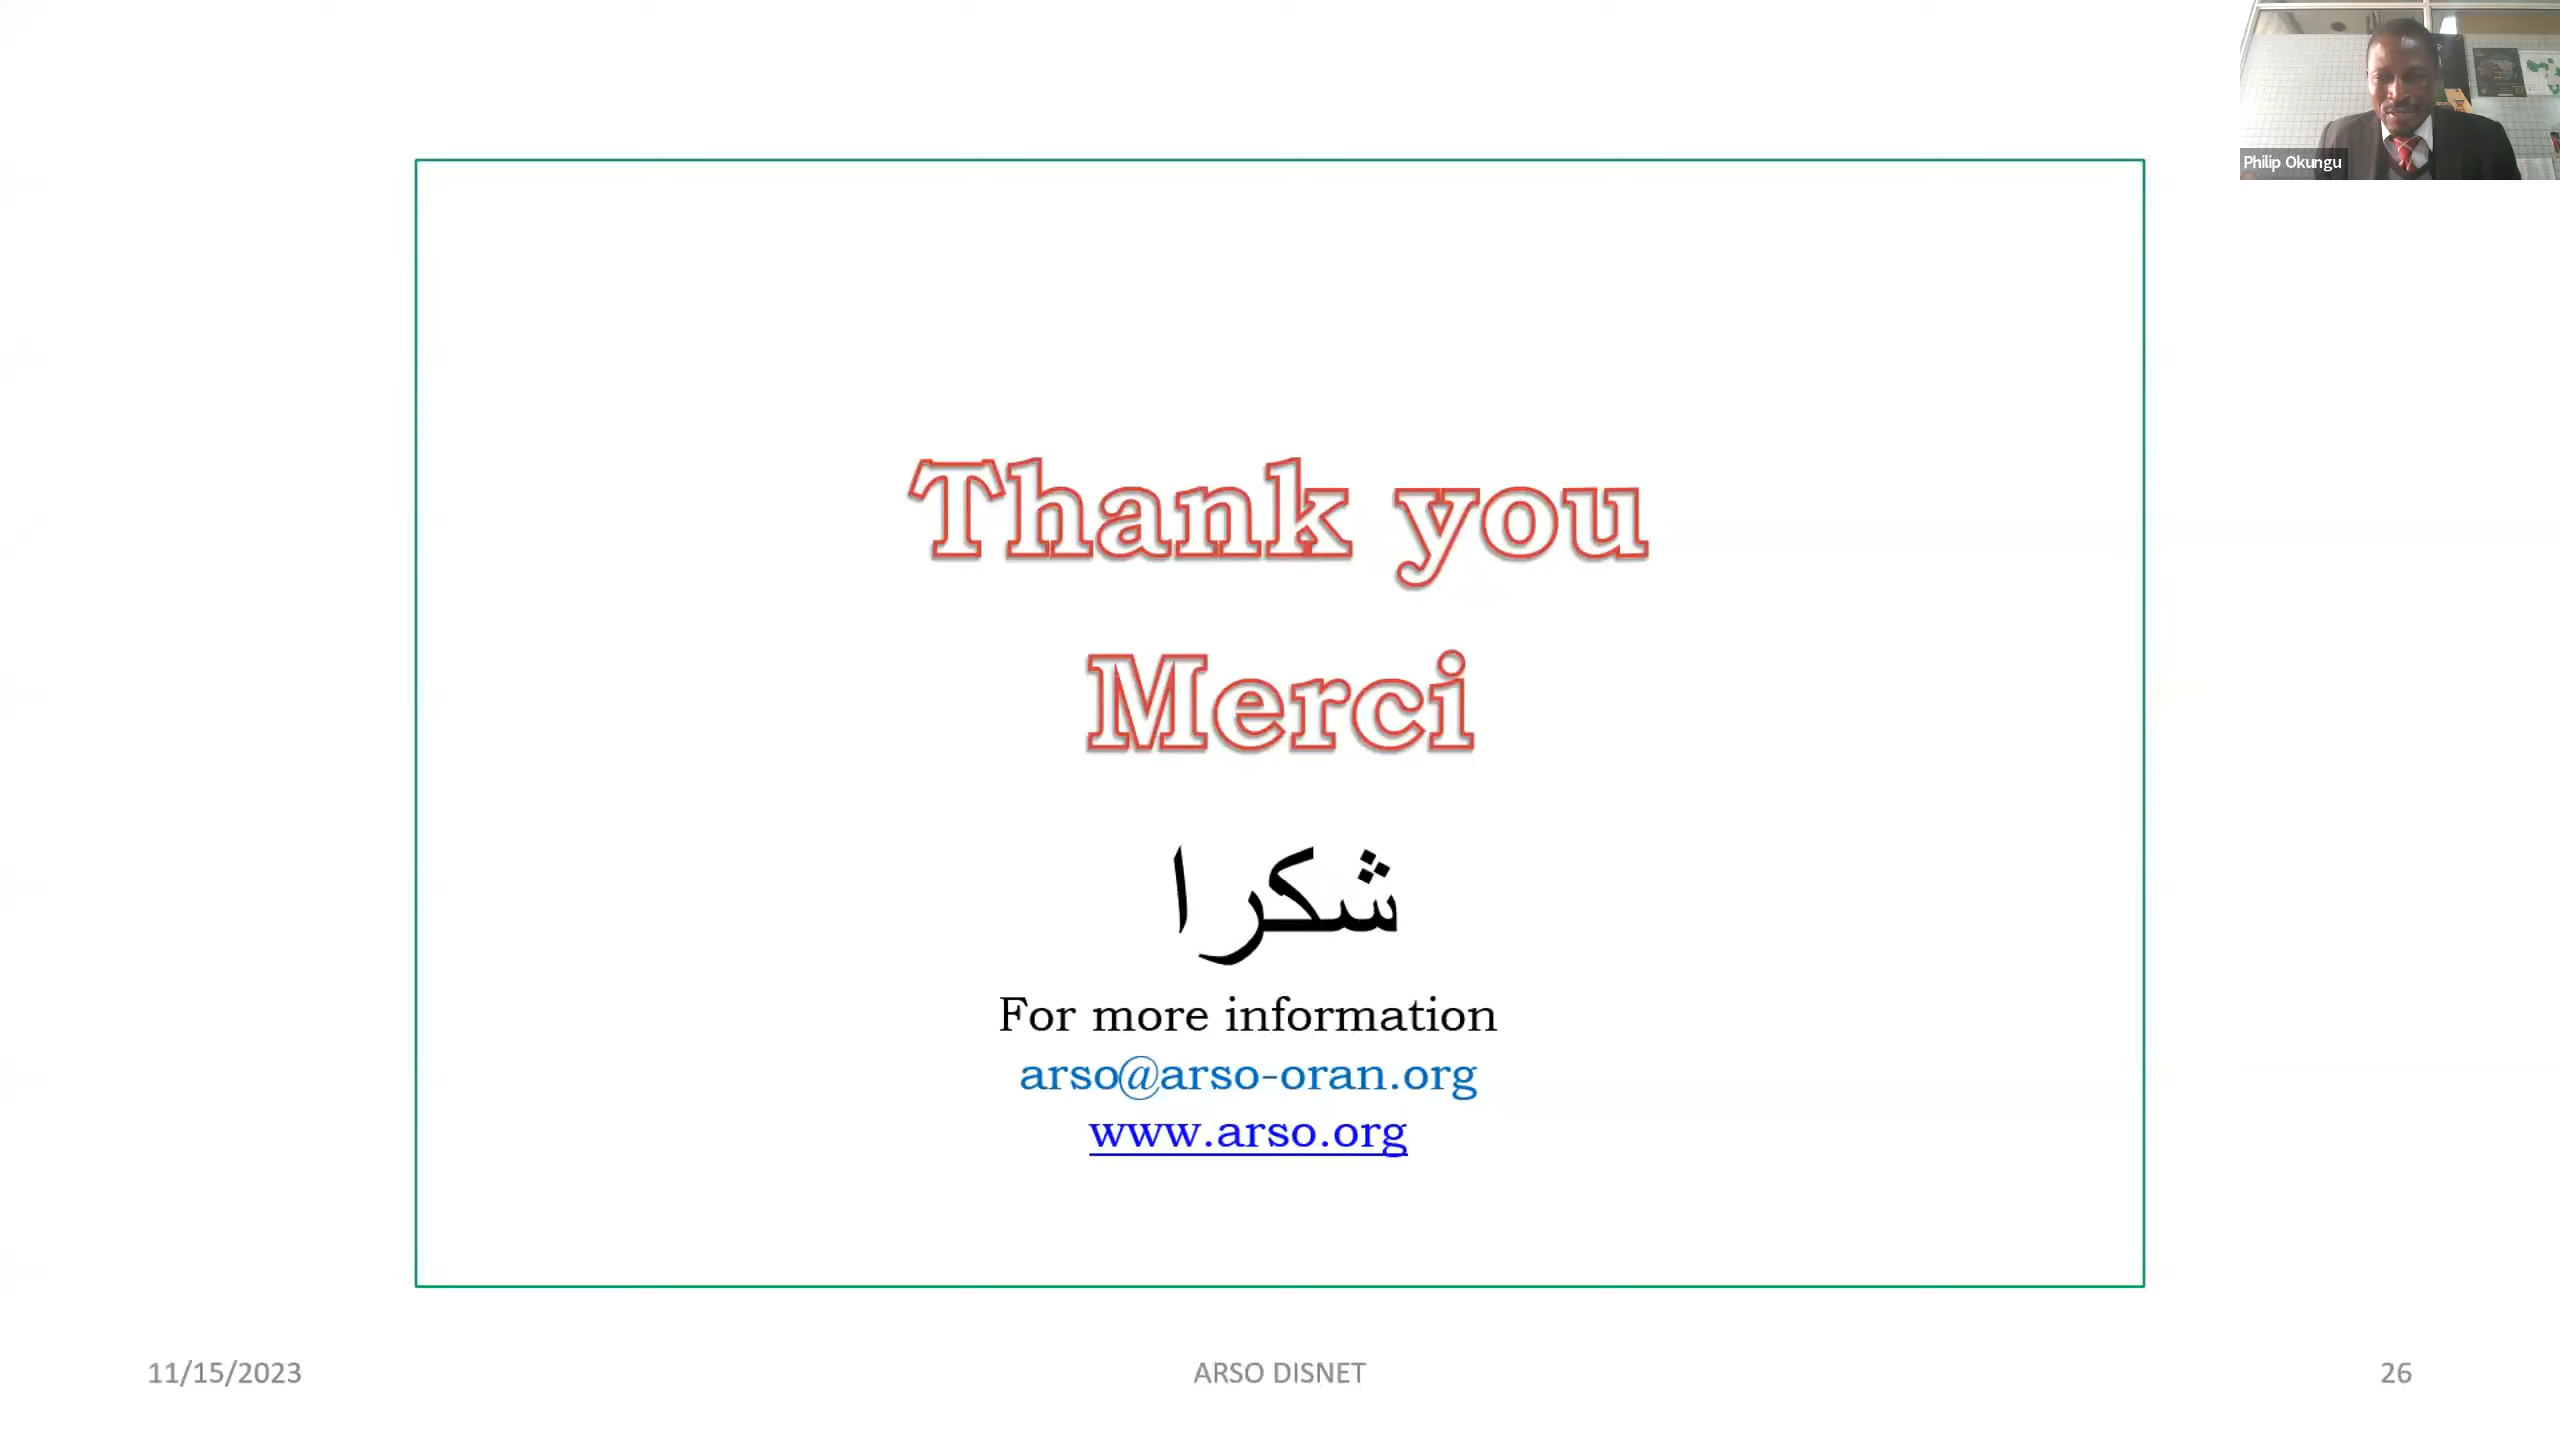 Philip Okungu
Thank you
Merci
شكرا
For more information
arso@arso-oran.org
www.arso.org
11/15/2023
ARSO DISNET
26